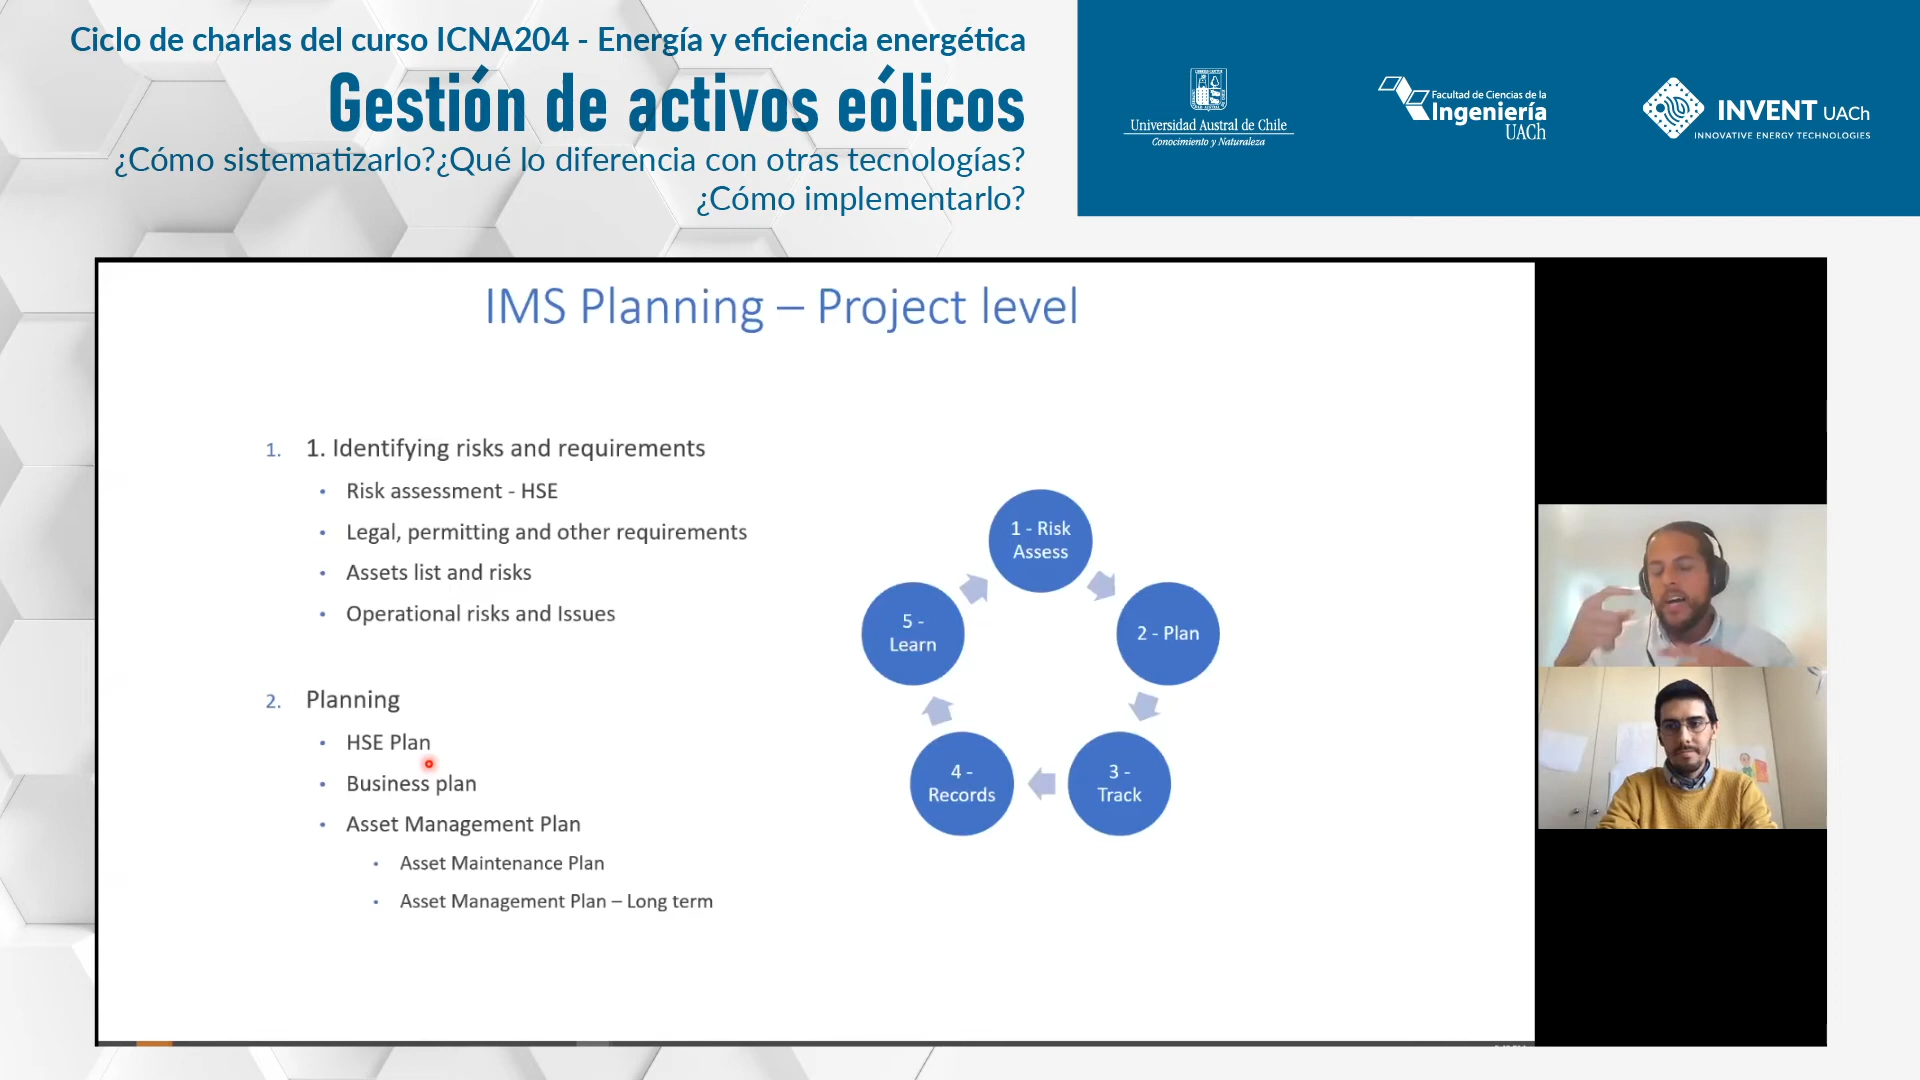 Ciclo de charlas del curso ICNA204 - Energía y eficiencia energética
Gestión de activos eólicos
¿Cómo sistematizarlo?¿Qué lo diferencia con otras tecnologías?
¿Cómo implementarlo?
Universidad Austral de Chile
Conocimiento y Naturaleza
Facultad de Ciencias de la
Ingeniería
UACh
INVENT UACh
INNOVATIVE ENERGY TECHNOLOGIES
IMS Planning – Project level
1. 1. Identifying risks and requirements
• Risk assessment - HSE
• Legal, permitting and other requirements
• Assets list and risks
• Operational risks and Issues
2. Planning
• HSE Plan
• Business plan
• Asset Management Plan
• Asset Maintenance Plan
• Asset Management Plan – Long term
1 - Risk
Assess
2 - Plan
3 -
Track
4 -
Records
5 -
Learn